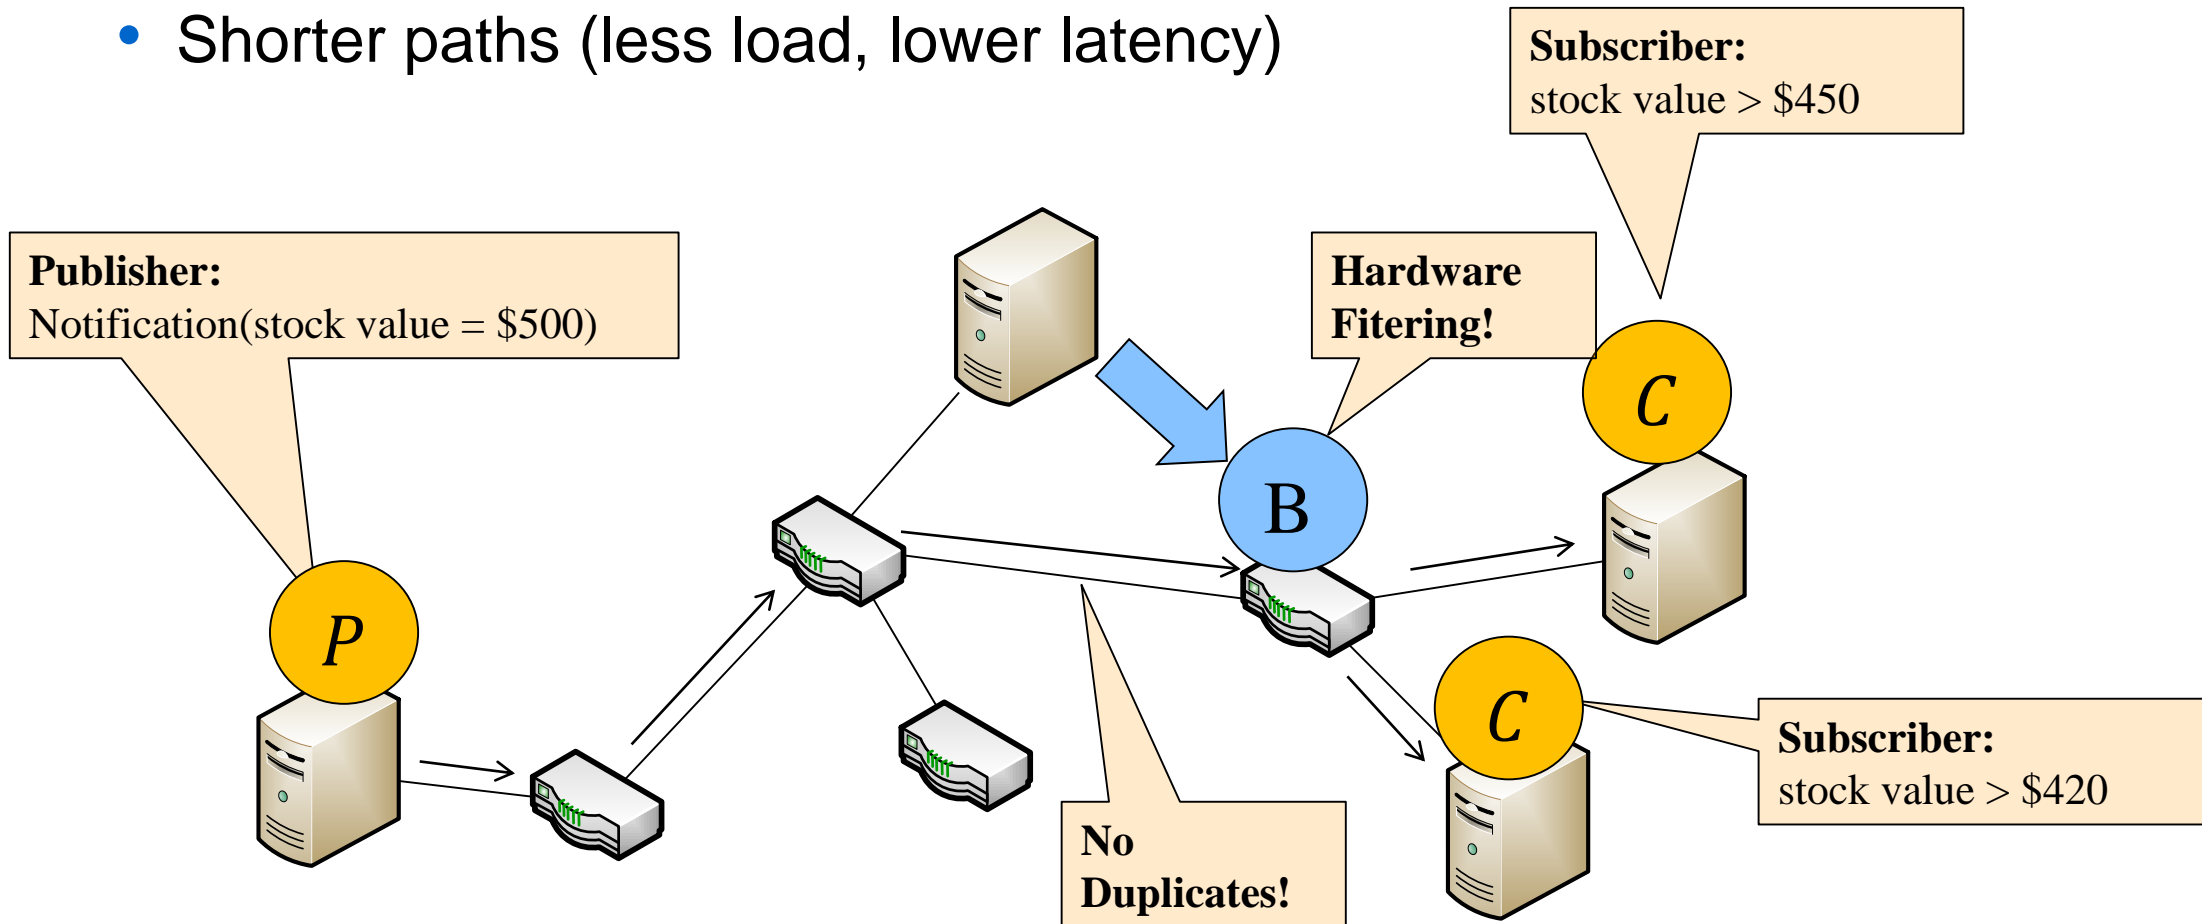 • Shorter paths (less load, lower latency)
Subscriber:
stock value > $450
Publisher:
Notification(stock value = $500)
Hardware
Fitering!
C
B
P
C
Subscriber:
stock value > $420
No
Duplicates!